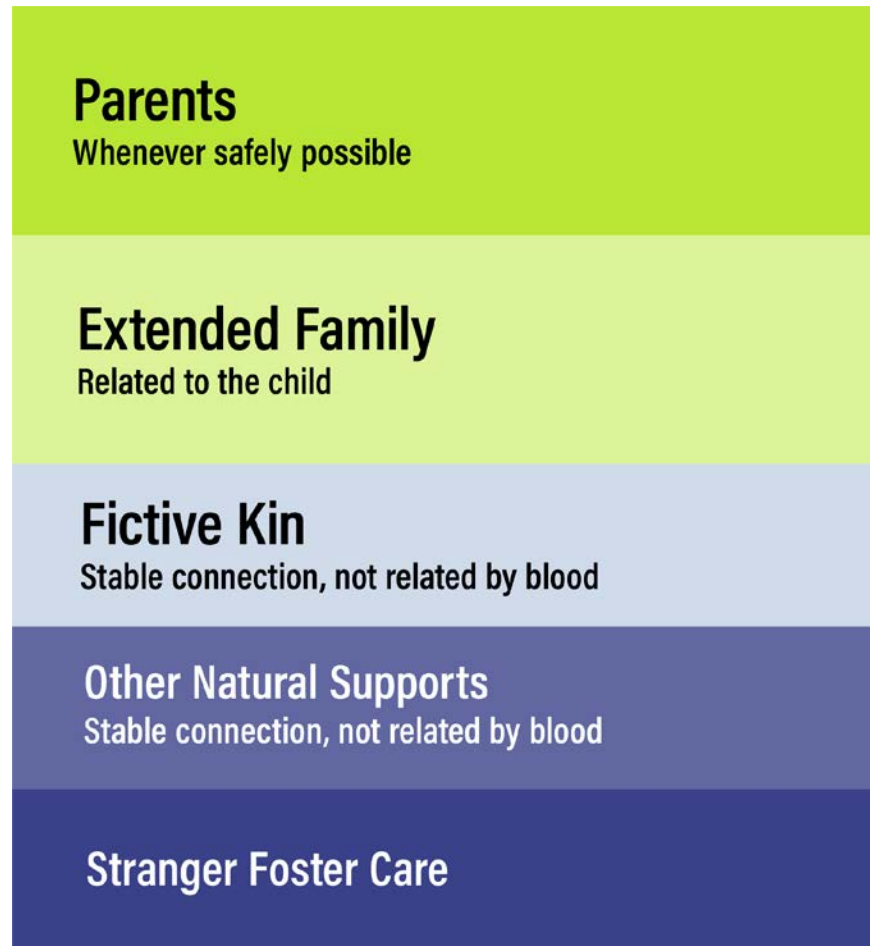 Parents
Whenever safely possible
Extended Family
Related to the child
Fictive Kin
Stable connection, not related by blood
Other Natural Supports
Stable connection, not related by blood
Stranger Foster Care